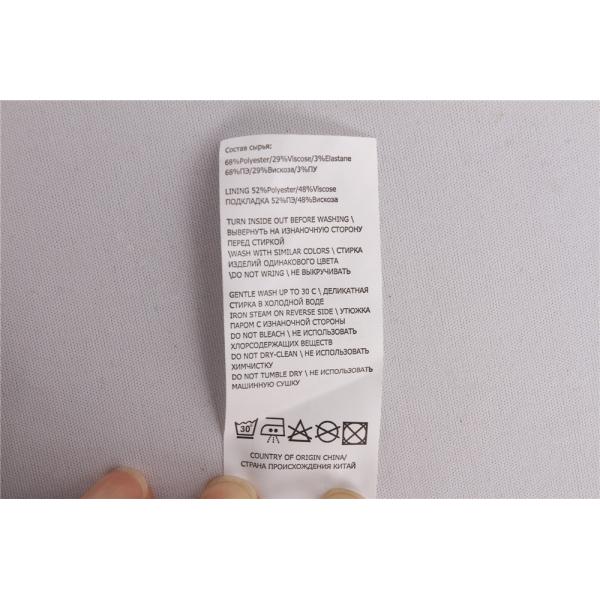 Состав сырья:
68%Polyester/29%Viscose/3%Elastane
68%ПЭ/29%Вискоза/3%ПУ
LINING 52%Polyester/48%Viscose
ПОДКЛАДКА 52%ПЭ/48%Вискоза
TURN INSIDE OUT BEFORE WASHING \
ВЫВЕРНУТЬ НА ИЗНАНОЧНУЮ СТОРОНУ
ПЕРЕД СТИРКОЙ
\WASH WITH SIMILAR COLORS \ СТИРКА
ИЗДЕЛИЙ ОДИНАКОВОГО ЦВЕТА
\DO NOT WRING \ НЕ ВЫКРУЧИВАТЬ
GENTLE WASH UP TO 30 C \ ДЕЛИКАТНАЯ
СТИРКА В ХОЛОДНОЙ ВОДЕ
IRON STEAM ON REVERSE SIDE \ УТЮЖКА
ПАРОМ С ИЗНАНОЧНОЙ СТОРОНЫ
DO NOT BLEACH \ НЕ ИСПОЛЬЗОВАТЬ
ХЛОРСОДЕРЖАЩИХ ВЕЩЕСТВ
DO NOT DRY-CLEAN \ НЕ ИСПОЛЬЗОВАТЬ
ХИМЧИСТКУ
DO NOT TUMBLE DRY \ НЕ ИСПОЛЬЗОВАТЬ
МАШИННУЮ СУШКУ
30
COUNTRY OF ORIGIN CHINA/
СТРАНА ПРОИСХОЖДЕНИЯ КИТАЙ